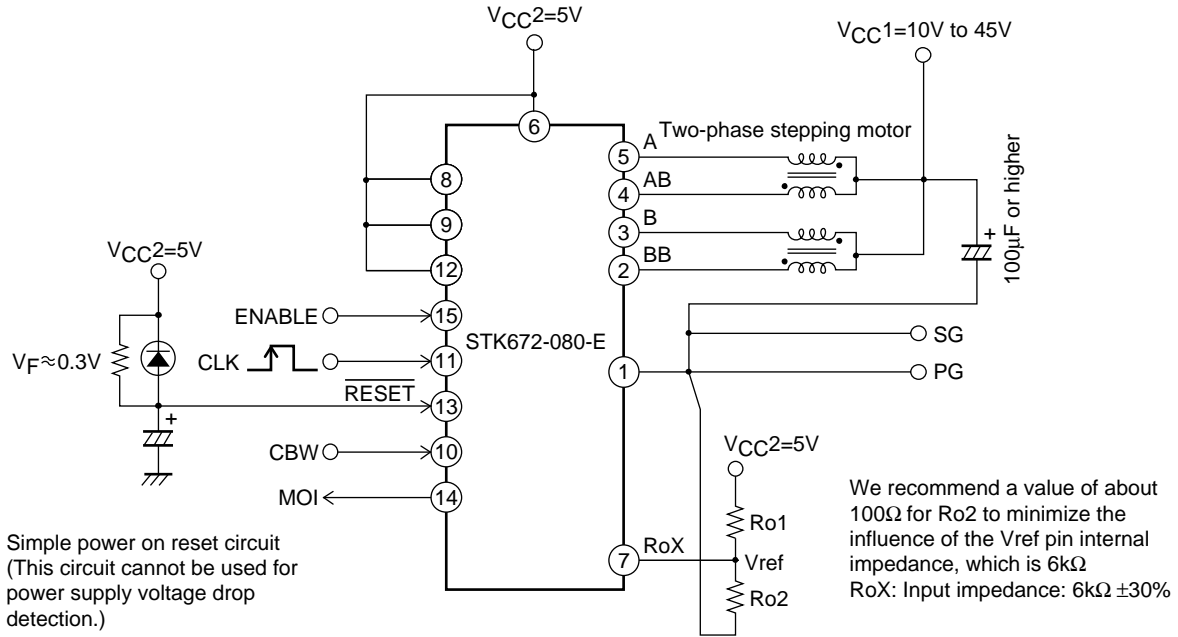 VCC2=5V
VCC1=10V to 45V
6
Two-phase stepping motor
A
5
8
AB
4
9
B
3
100μF or higher
+
VCC2=5V
BB
12
2
ENABLE
15
STK672-080-E
SG
VF≈0.3V
CLK
11
1
PG
RESET
13
+
VCC2=5V
CBW
10
MOI
14
Ro1
We recommend a value of about
100Ω for Ro2 to minimize the
influence of the Vref pin internal
impedance, which is 6kΩ
RoX: Input impedance: 6kΩ ±30%
Simple power on reset circuit
(This circuit cannot be used for
power supply voltage drop
detection.)
7
RoX
Vref
Ro2